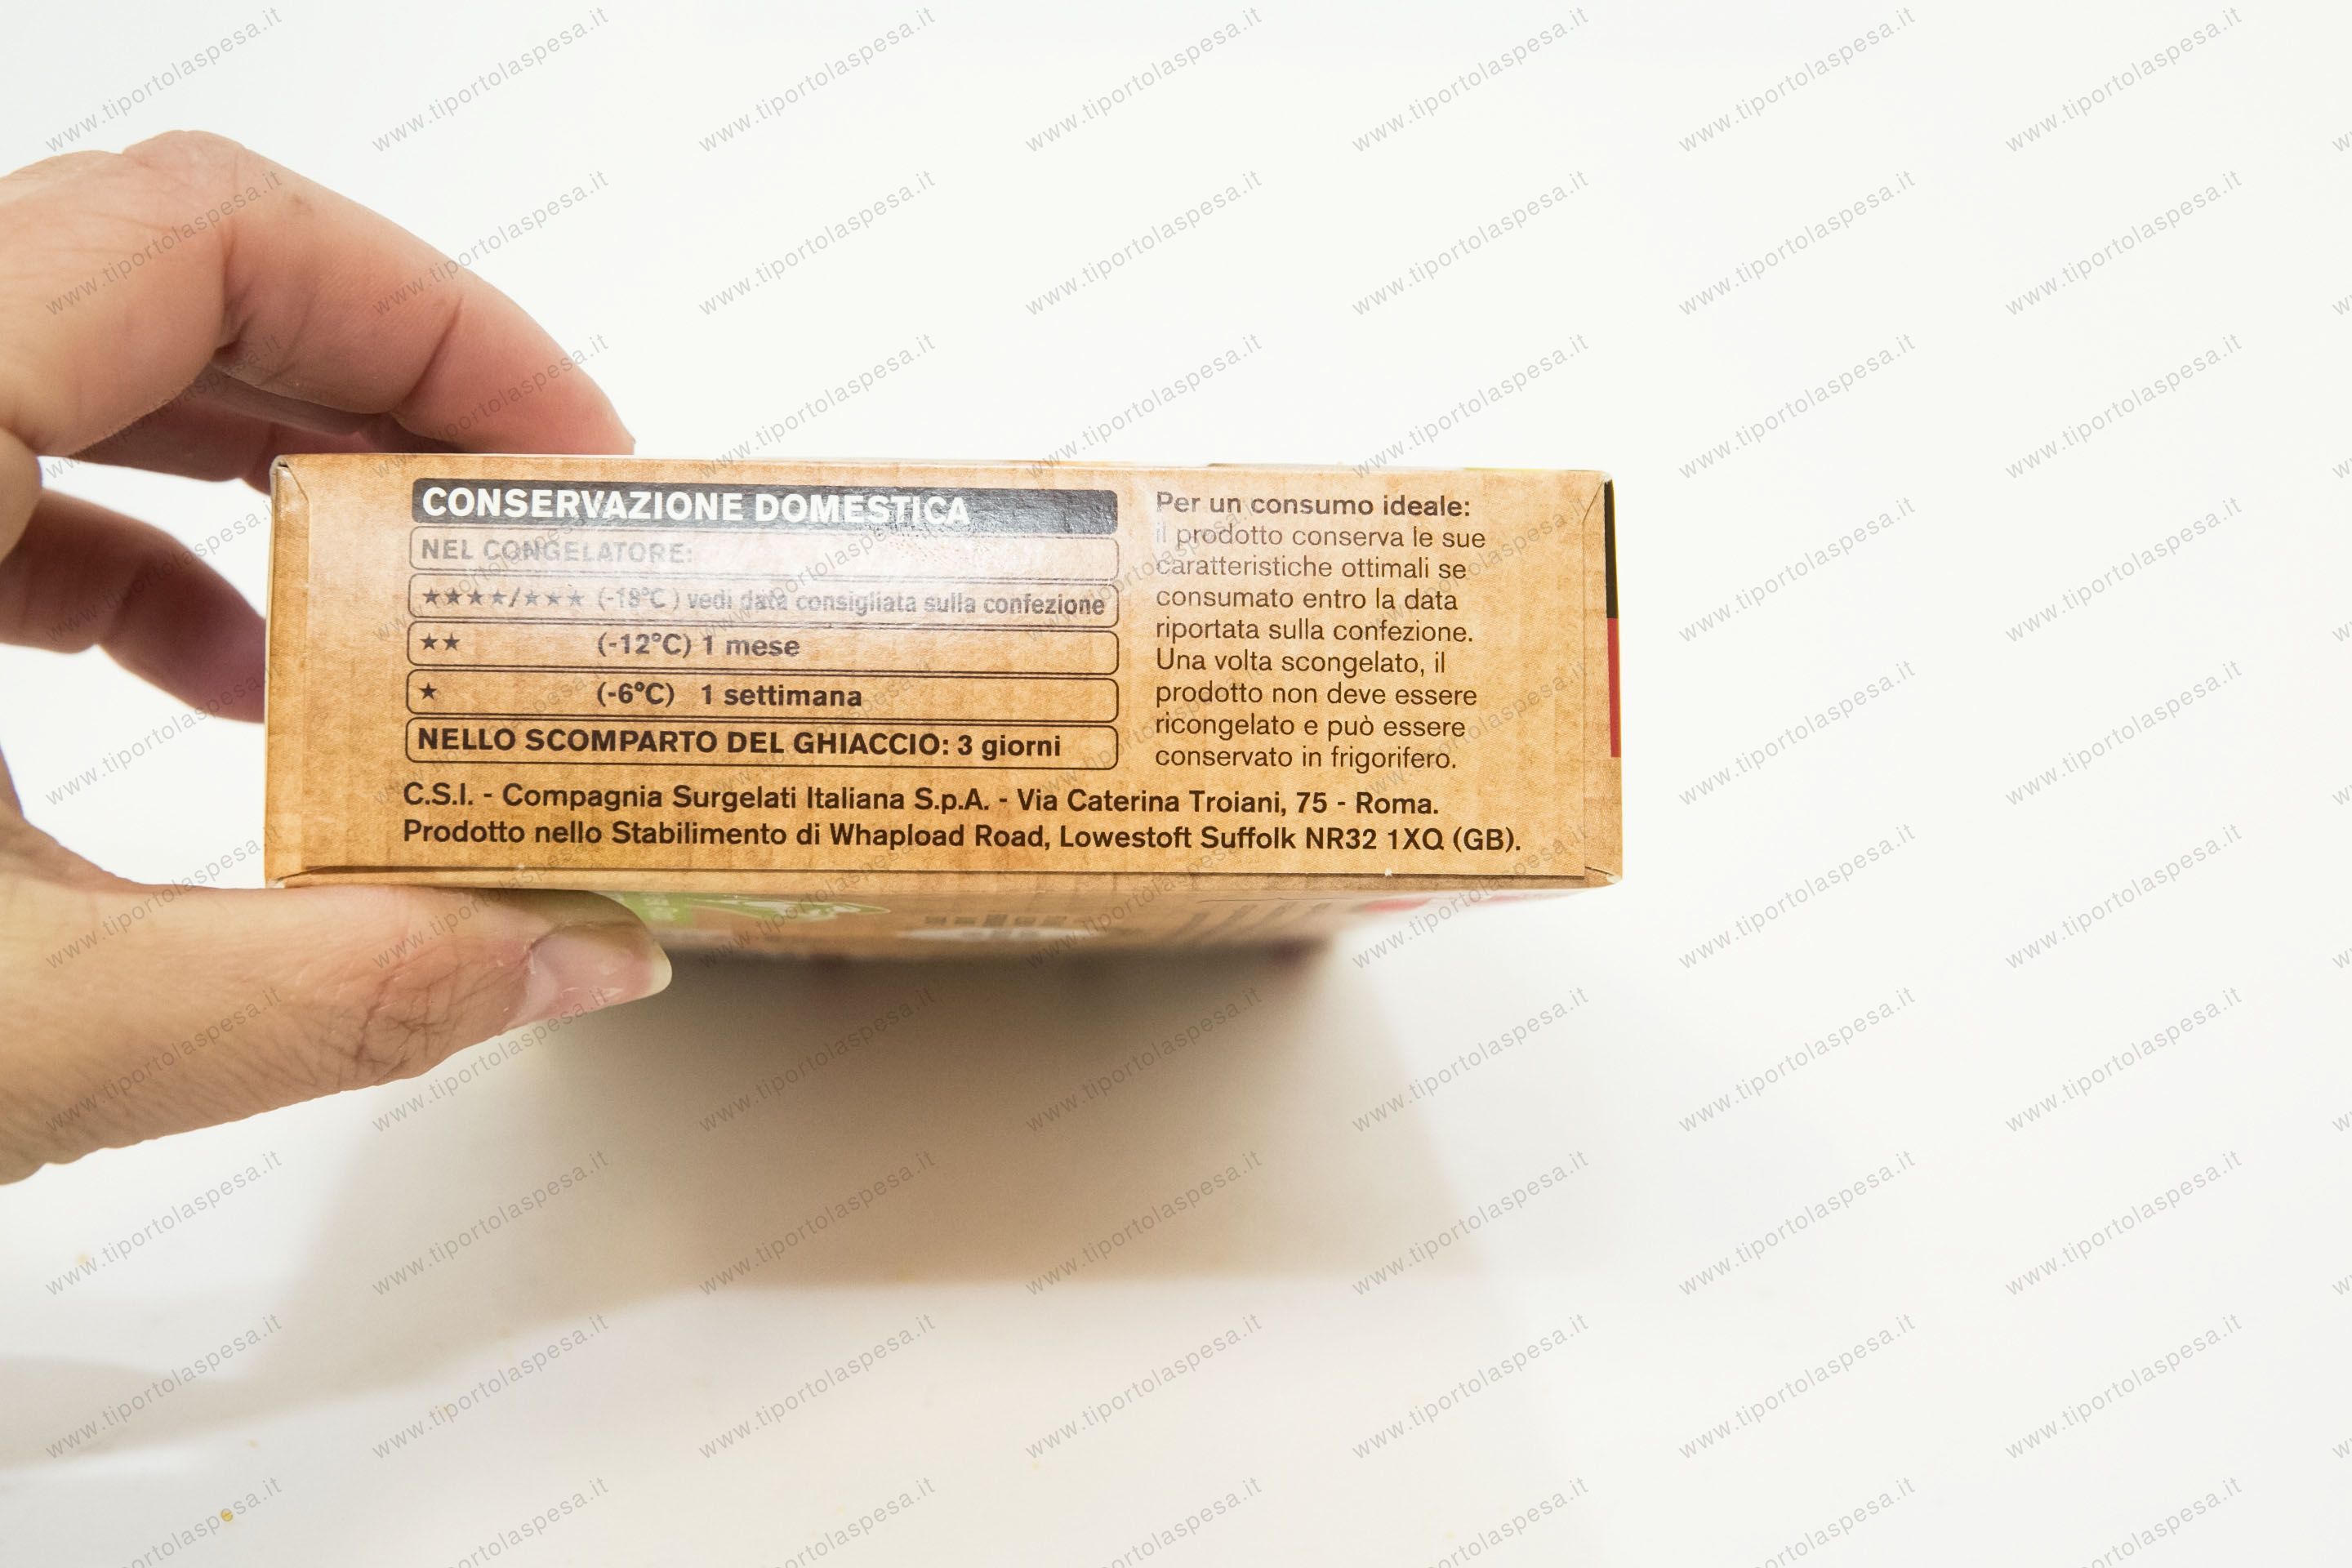 CONSERVAZIONE DOMESTICA
NEL CONGELATORE:
★★★★/★★★ (-18°C) vedi data consigliata sulla confezione
★★ (-12°C) 1 mese
★ (-6°C) 1 settimana
NELLO SCOMPARTO DEL GHIACCIO: 3 giorni
Per un consumo ideale:
il prodotto conserva le sue
caratteristiche ottimali se
consumato entro la data
riportata sulla confezione.
Una volta scongelato, il
prodotto non deve essere
ricongelato e può essere
conservato in frigorifero.
C.S.I. - Compagnia Surgelati Italiana S.p.A. - Via Caterina Troiani, 75 - Roma.
Prodotto nello Stabilimento di Whapload Road, Lowestoft Suffolk NR32 1XQ (GB).
www.tiportolaspesa.it